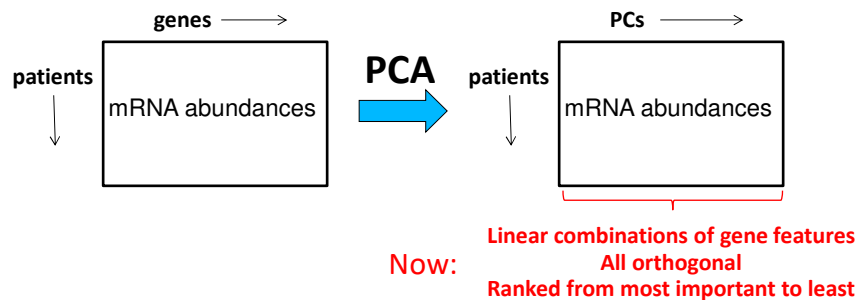 genes
patients
mRNA abundances
PCA
PCs
patients
mRNA abundances
Now:
Linear combinations of gene features
All orthogonal
Ranked from most important to least